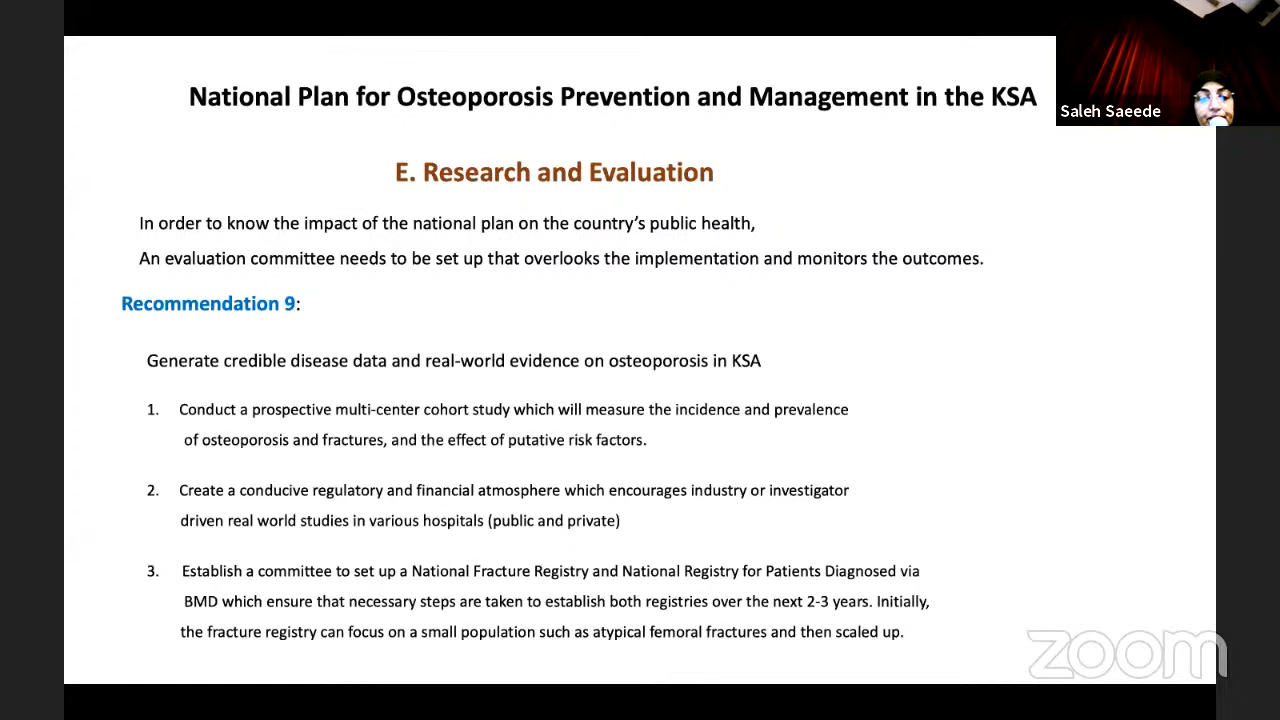 National Plan for Osteoporosis Prevention and Management in the KSA
Saleh Saeede
E. Research and Evaluation
In order to know the impact of the national plan on the country’s public health,
An evaluation committee needs to be set up that overlooks the implementation and monitors the outcomes.
Recommendation 9:
Generate credible disease data and real-world evidence on osteoporosis in KSA
1. Conduct a prospective multi-center cohort study which will measure the incidence and prevalence
of osteoporosis and fractures, and the effect of putative risk factors.
2. Create a conducive regulatory and financial atmosphere which encourages industry or investigator
driven real world studies in various hospitals (public and private)
3. Establish a committee to set up a National Fracture Registry and National Registry for Patients Diagnosed via
BMD which ensure that necessary steps are taken to establish both registries over the next 2-3 years. Initially,
the fracture registry can focus on a small population such as atypical femoral fractures and then scaled up.
zoom